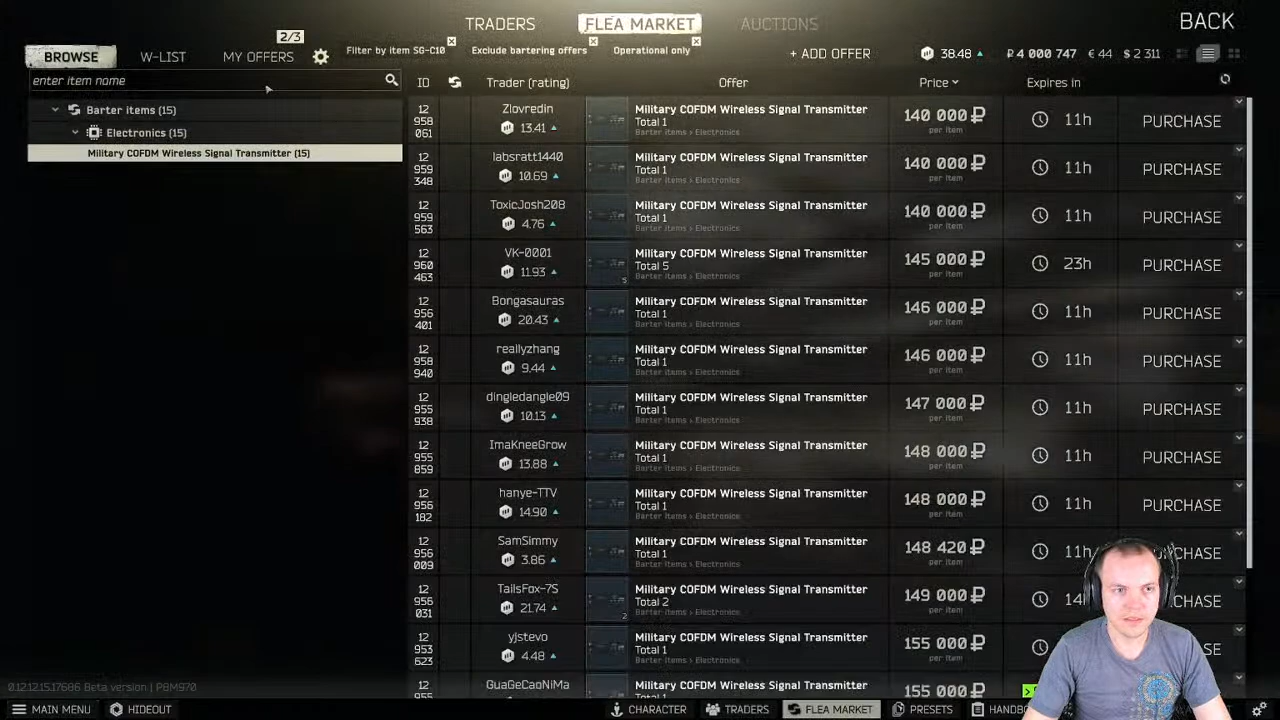 TRADERS FLEA MARKET AUCTIONS BACK
2/3
BROWSE W-LIST MY OFFERS Filter by item SG-C10 Exclude bartering offers Operational only ADD OFFER 38.48 ₽ 4 000 747 € 44 $ 2 311
enter item name ID Trader (rating) Offer Price Expires in
Barter items (15)
Electronics (15)
Military COFDM Wireless Signal Transmitter (15)
12 958 061 Zlovredin 13.41 Military COFDM Wireless Signal Transmitter Total 1 Barter items > Electronics 140 000 ₽ per item 11h PURCHASE
12 959 348 labsratt1440 10.69 Military COFDM Wireless Signal Transmitter Total 1 Barter items > Electronics 140 000 ₽ per item 11h PURCHASE
12 959 563 ToxicJosh208 4.76 Military COFDM Wireless Signal Transmitter Total 1 Barter items > Electronics 140 000 ₽ per item 11h PURCHASE
12 960 463 VK-0001 11.93 5 Military COFDM Wireless Signal Transmitter Total 5 Barter items > Electronics 145 000 ₽ per item 23h PURCHASE
12 956 401 Bongasauras 20.43 Military COFDM Wireless Signal Transmitter Total 1 Barter items > Electronics 146 000 ₽ per item 11h PURCHASE
12 958 940 reallyzhang 9.44 Military COFDM Wireless Signal Transmitter Total 1 Barter items > Electronics 146 000 ₽ per item 11h PURCHASE
12 955 938 dingledangle09 10.13 Military COFDM Wireless Signal Transmitter Total 1 Barter items > Electronics 147 000 ₽ per item 11h PURCHASE
12 955 859 ImaKneeGrow 13.88 Military COFDM Wireless Signal Transmitter Total 1 Barter items > Electronics 148 000 ₽ per item 11h PURCHASE
12 956 182 hanye-TTV 14.90 Military COFDM Wireless Signal Transmitter Total 1 Barter items > Electronics 148 000 ₽ per item 11h PURCHASE
12 956 009 SamSimmy 3.86 Military COFDM Wireless Signal Transmitter Total 1 Barter items > Electronics 148 420 ₽ per item 11h CHASE
12 956 031 TailsFox-7S 21.74 2 Military COFDM Wireless Signal Transmitter Total 2 Barter items > Electronics 149 000 ₽ per item 14 CHASE
12 953 623 yjstevo 4.48 Military COFDM Wireless Signal Transmitter Total 1 Barter items > Electronics 155 000 ₽ per item CHASE
12 GuaGeCaoNiMa Military COFDM Wireless Signal Transmitter 155 000 ₽
0.12.12.15.17686 Beta version | P8M970
MAIN MENU HIDEOUT CHARACTER TRADERS FLEA MARKET PRESETS HANDB